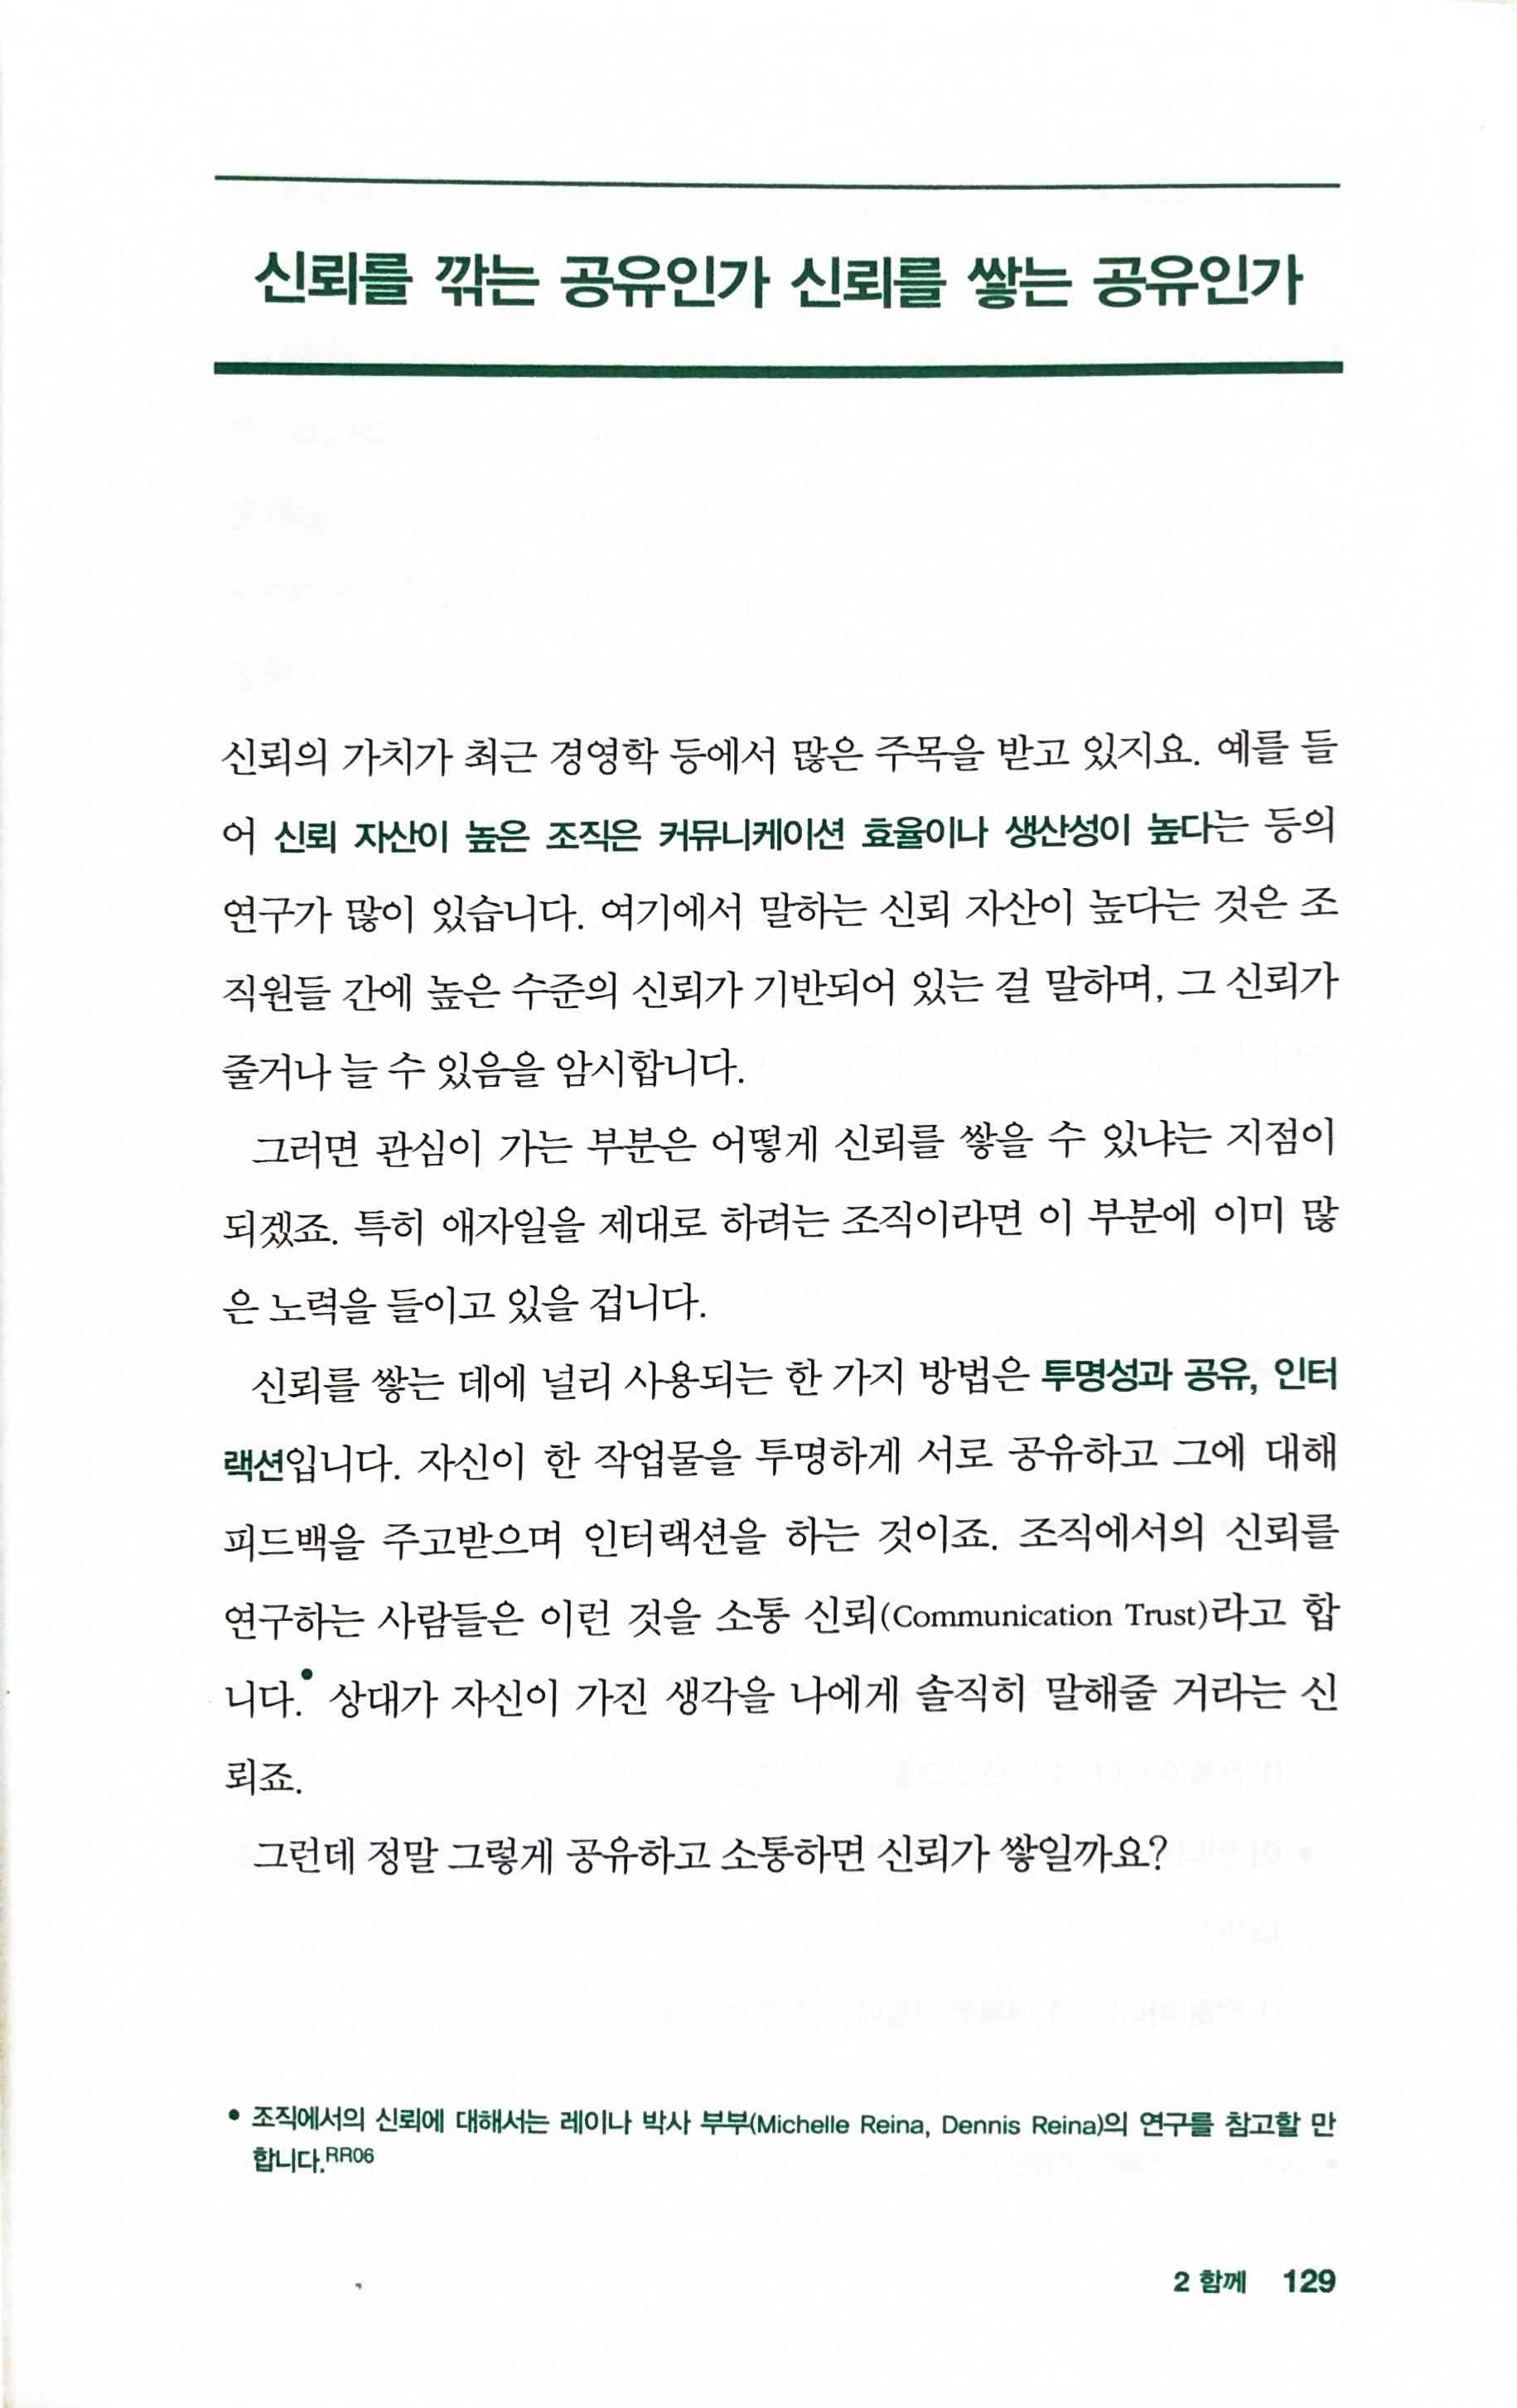 신뢰를 깎는 공유인가 신뢰를 쌓는 공유인가
신뢰의 가치가 최근 경영학 등에서 많은 주목을 받고 있지요. 예를 들
어 신뢰 자산이 높은 조직은 커뮤니케이션 효율이나 생산성이 높다는 등의
연구가 많이 있습니다. 여기에서 말하는 신뢰 자산이 높다는 것은 조
직원들 간에 높은 수준의 신뢰가 기반되어 있는 걸 말하며, 그 신뢰가
줄거나 늘 수 있음을 암시합니다.
그러면 관심이 가는 부분은 어떻게 신뢰를 쌓을 수 있냐는 지점이
되겠죠. 특히 애자일을 제대로 하려는 조직이라면 이 부분에 이미 많
은 노력을 들이고 있을 겁니다.
신뢰를 쌓는 데에 널리 사용되는 한 가지 방법은 투명성과 공유, 인터
랙션입니다. 자신이 한 작업물을 투명하게 서로 공유하고 그에 대해
피드백을 주고받으며 인터랙션을 하는 것이죠. 조직에서의 신뢰를
연구하는 사람들은 이런 것을 소통 신뢰(Communication Trust)라고 합
니다.• 상대가 자신이 가진 생각을 나에게 솔직히 말해줄 거라는 신
뢰죠.
그런데 정말 그렇게 공유하고 소통하면 신뢰가 쌓일까요?
• 조직에서의 신뢰에 대해서는 레이나 박사 부부(Michelle Reina, Dennis Reina)의 연구를 참고할 만
합니다.RR06
2 함께 129